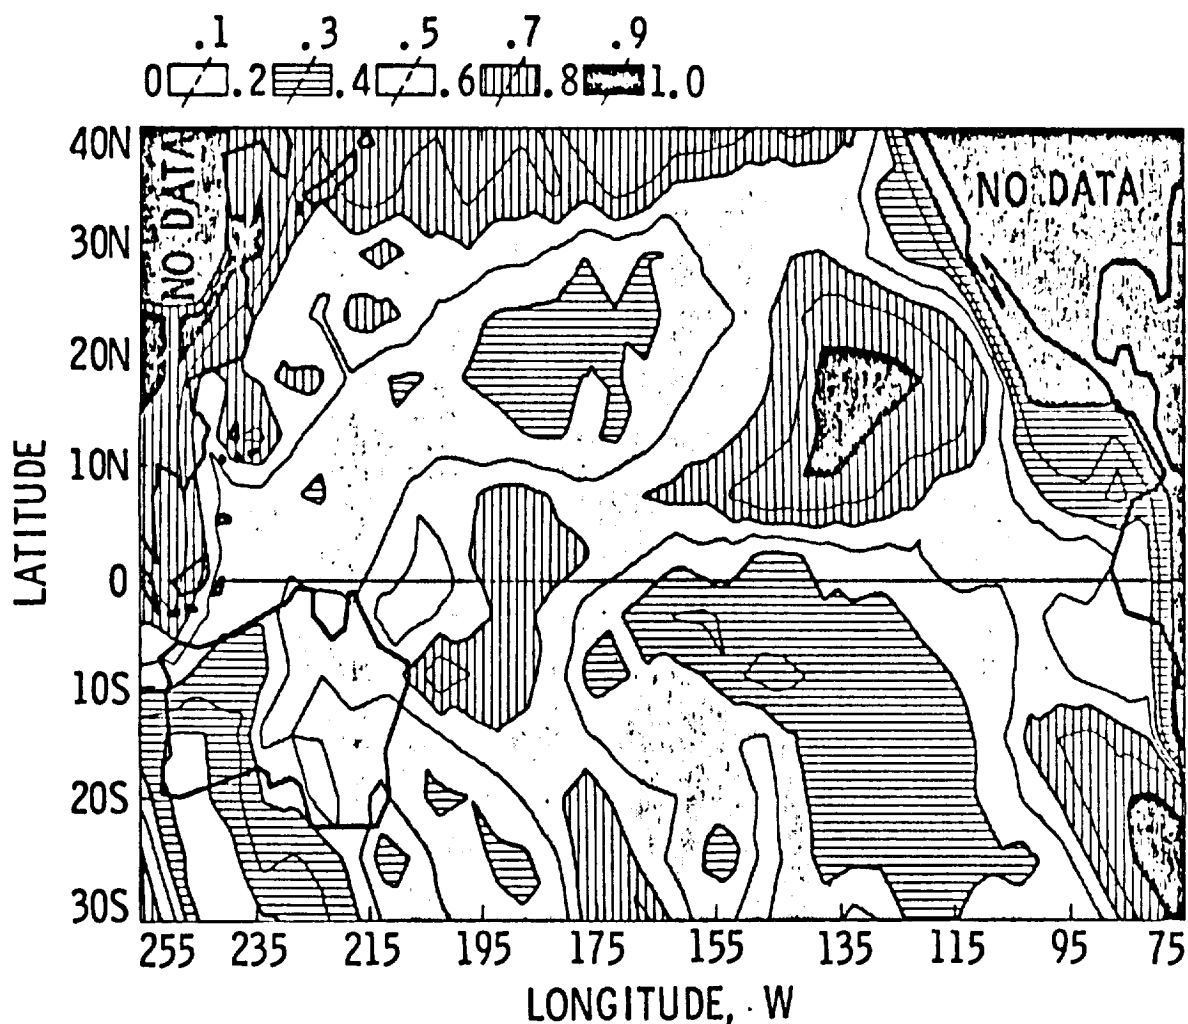 .1 .3 .5 .7 .9
0 .2 .4 .6 .8 1.0
40N
30N
20N
10N
0
10S
20S
30S
LATITUDE
NO DATA
NO DATA
255 235 215 195 175 155 135 115 95 75
LONGITUDE, W